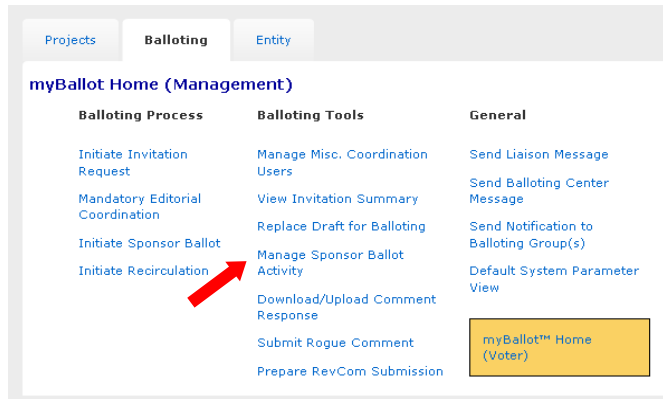 Projects
Balloting
Entity
myBallot Home (Management)
Balloting Process
Initiate Invitation
Request
Mandatory Editorial
Coordination
Initiate Sponsor Ballot
Initiate Recirculation
Balloting Tools
Manage Misc. Coordination
Users
View Invitation Summary
Replace Draft for Balloting
Manage Sponsor Ballot
Activity
Download/Upload Comment
Response
Submit Rogue Comment
Prepare RevCom Submission
General
Send Liaison Message
Send Balloting Center
Message
Send Notification to
Balloting Group(s)
Default System Parameter
View
myBallot™ Home
(Voter)